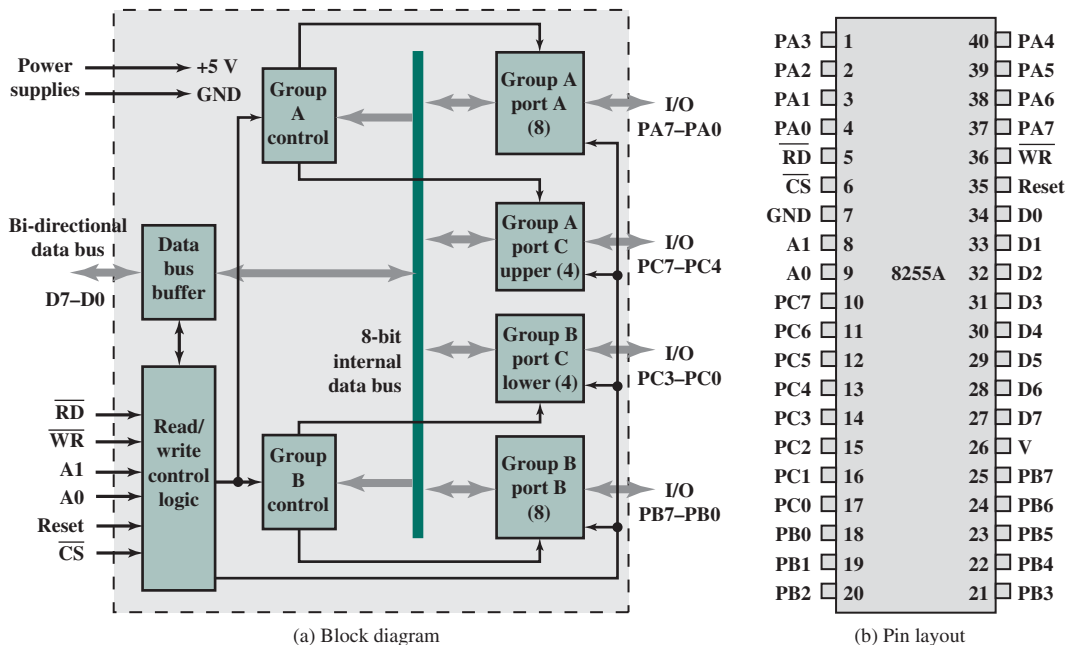 Power
supplies
+5 V
GND
Group
A
control
Group A
port A
(8)
I/O
PA7–PA0
Group A
port C
upper (4)
I/O
PC7–PC4
Bi-directional
data bus
D7–D0
Data
bus
buffer
8-bit
internal
data bus
Group B
port C
lower (4)
I/O
PC3–PC0
RD
WR
A1
A0
Reset
CS
Read/
write
control
logic
Group
B
control
Group B
port B
(8)
I/O
PB7–PB0
(a) Block diagram
PA3 1 40 PA4
PA2 2 39 PA5
PA1 3 38 PA6
PA0 4 37 PA7
RD 5 36 WR
CS 6 35 Reset
GND 7 34 D0
A1 8 33 D1
A0 9 8255A 32 D2
PC7 10 31 D3
PC6 11 30 D4
PC5 12 29 D5
PC4 13 28 D6
PC3 14 27 D7
PC2 15 26 V
PC1 16 25 PB7
PC0 17 24 PB6
PB0 18 23 PB5
PB1 19 22 PB4
PB2 20 21 PB3
(b) Pin layout